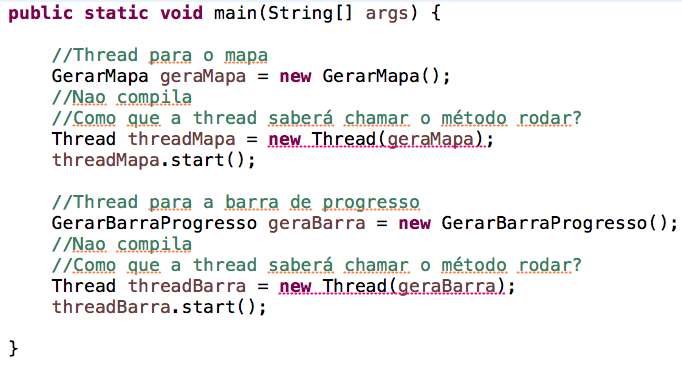 public static void main(String[] args) {
//Thread para o mapa
GerarMapa geraMapa = new GerarMapa();
//Nao compila
//Como que a thread saberá chamar o método rodar?
Thread threadMapa = new Thread(geraMapa);
threadMapa.start();
//Thread para a barra de progresso
GerarBarraProgresso geraBarra = new GerarBarraProgresso();
//Nao compila
//Como que a thread saberá chamar o método rodar?
Thread threadBarra = new Thread(geraBarra);
threadBarra.start();
}